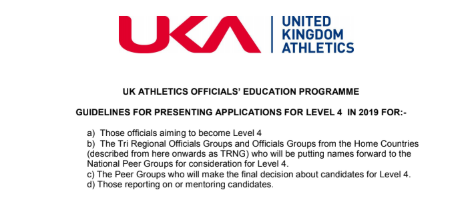 UKA
UNITED
KINGDOM
ATHLETICS
UK ATHLETICS OFFICIALS' EDUCATION PROGRAMME
GUIDELINES FOR PRESENTING APPLICATIONS FOR LEVEL 4 IN 2019 FOR:-
a) Those officials aiming to become Level 4
b) The Tri Regional Officials Groups and Officials Groups from the Home Countries
(described from here onwards as TRNG) who will be putting names forward to the
National Peer Groups for consideration for Level 4.
c) The Peer Groups who will make the final decision about candidates for Level 4.
d) Those reporting on or mentoring candidates.